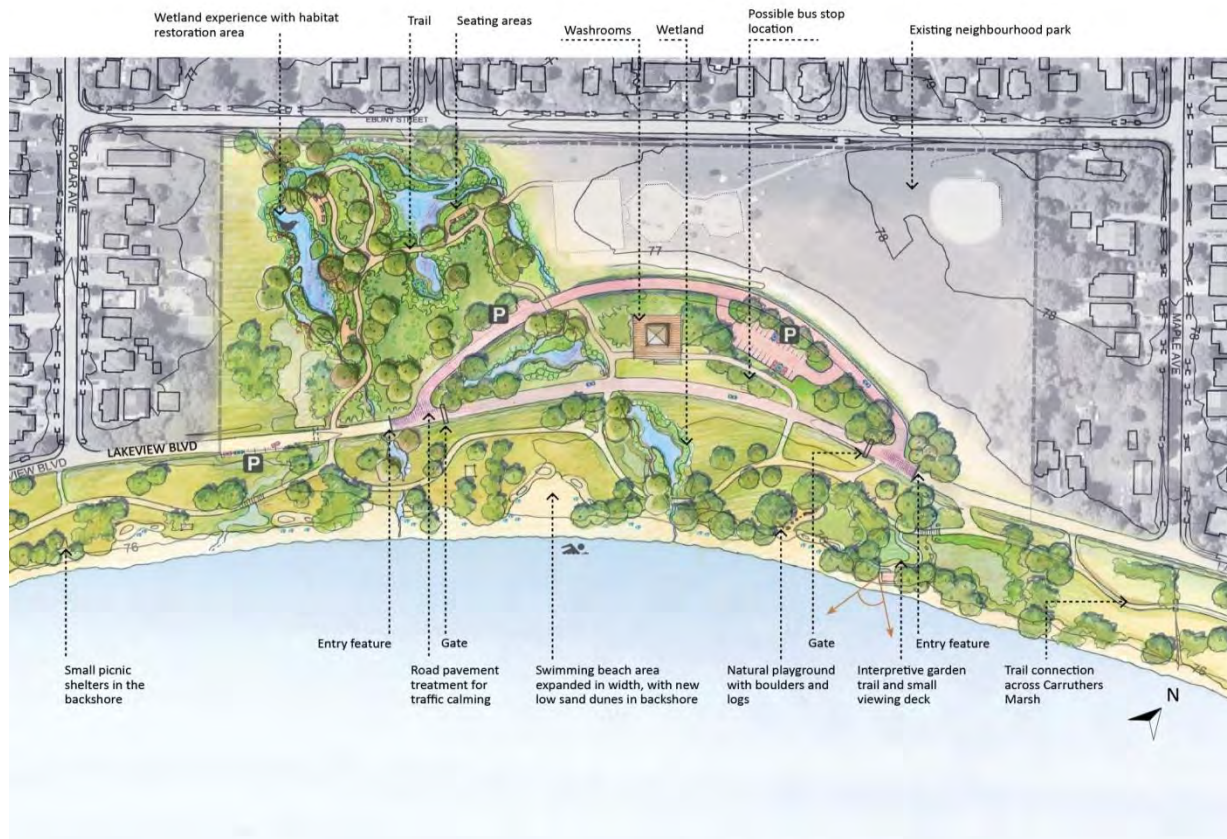 Wetland experience with habitat
restoration area
Trail
Seating areas
Washrooms
Wetland
Possible bus stop
location
Existing neighbourhood park
EBONY STREET
POPLAR AVE
MAPLE AVE
78
78
78
78
77
P
P
LAKEVIEW BLVD
VIEW BLVD
P
76
Entry feature
Gate
Gate
Entry feature
Small picnic
shelters in the
backshore
Road pavement
treatment for
traffic calming
Swimming beach area
expanded in width, with new
low sand dunes in backshore
Natural playground
with boulders and
logs
Interpretive garden
trail and small
viewing deck
Trail connection
across Carruthers
Marsh
N